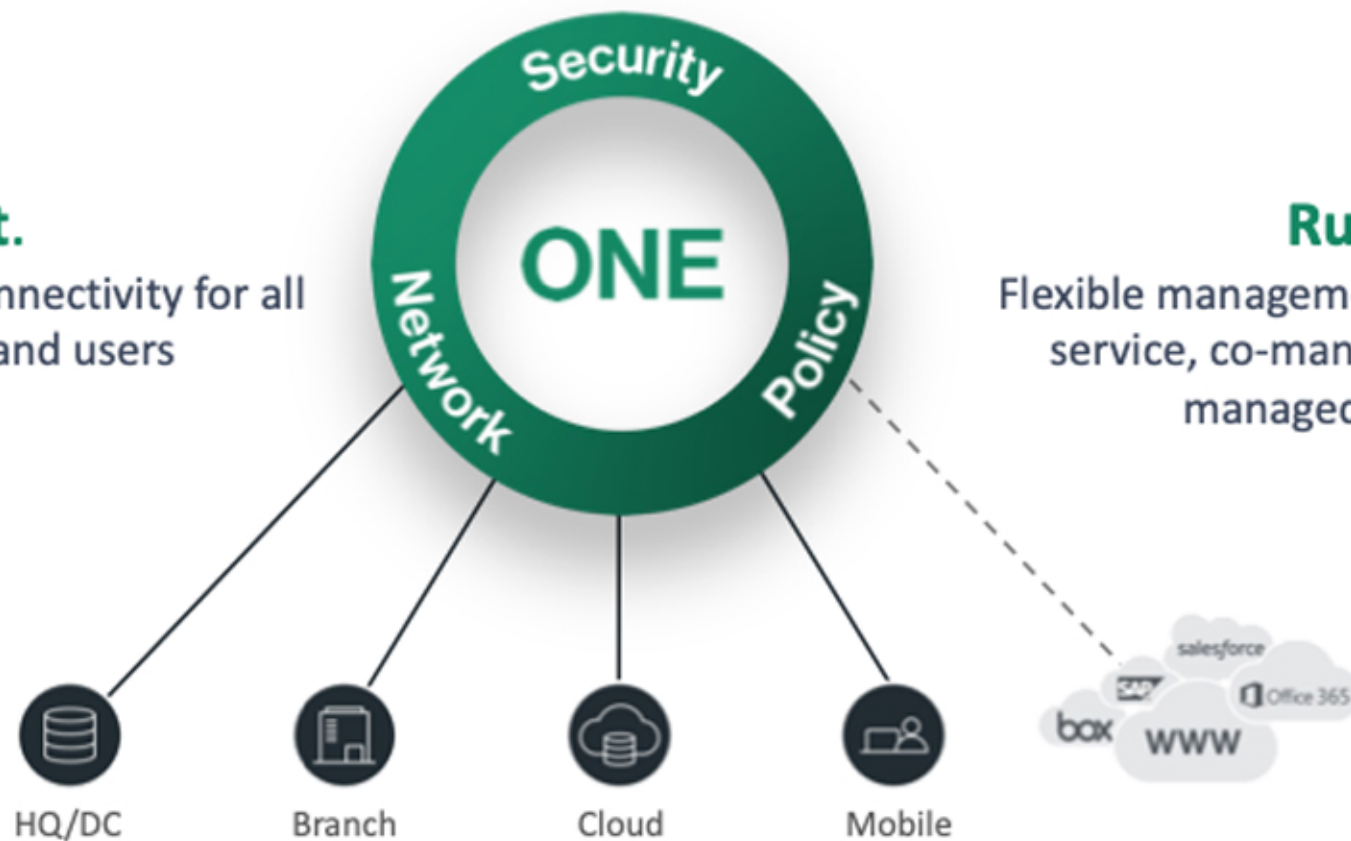 Security
ONE
Network
Policy
t.
nnectivity for all
and users
Ru
Flexible managem
service, co-man
managed
salesforce
SAP
Office 365
box
WWW
HQ/DC
Branch
Cloud
Mobile